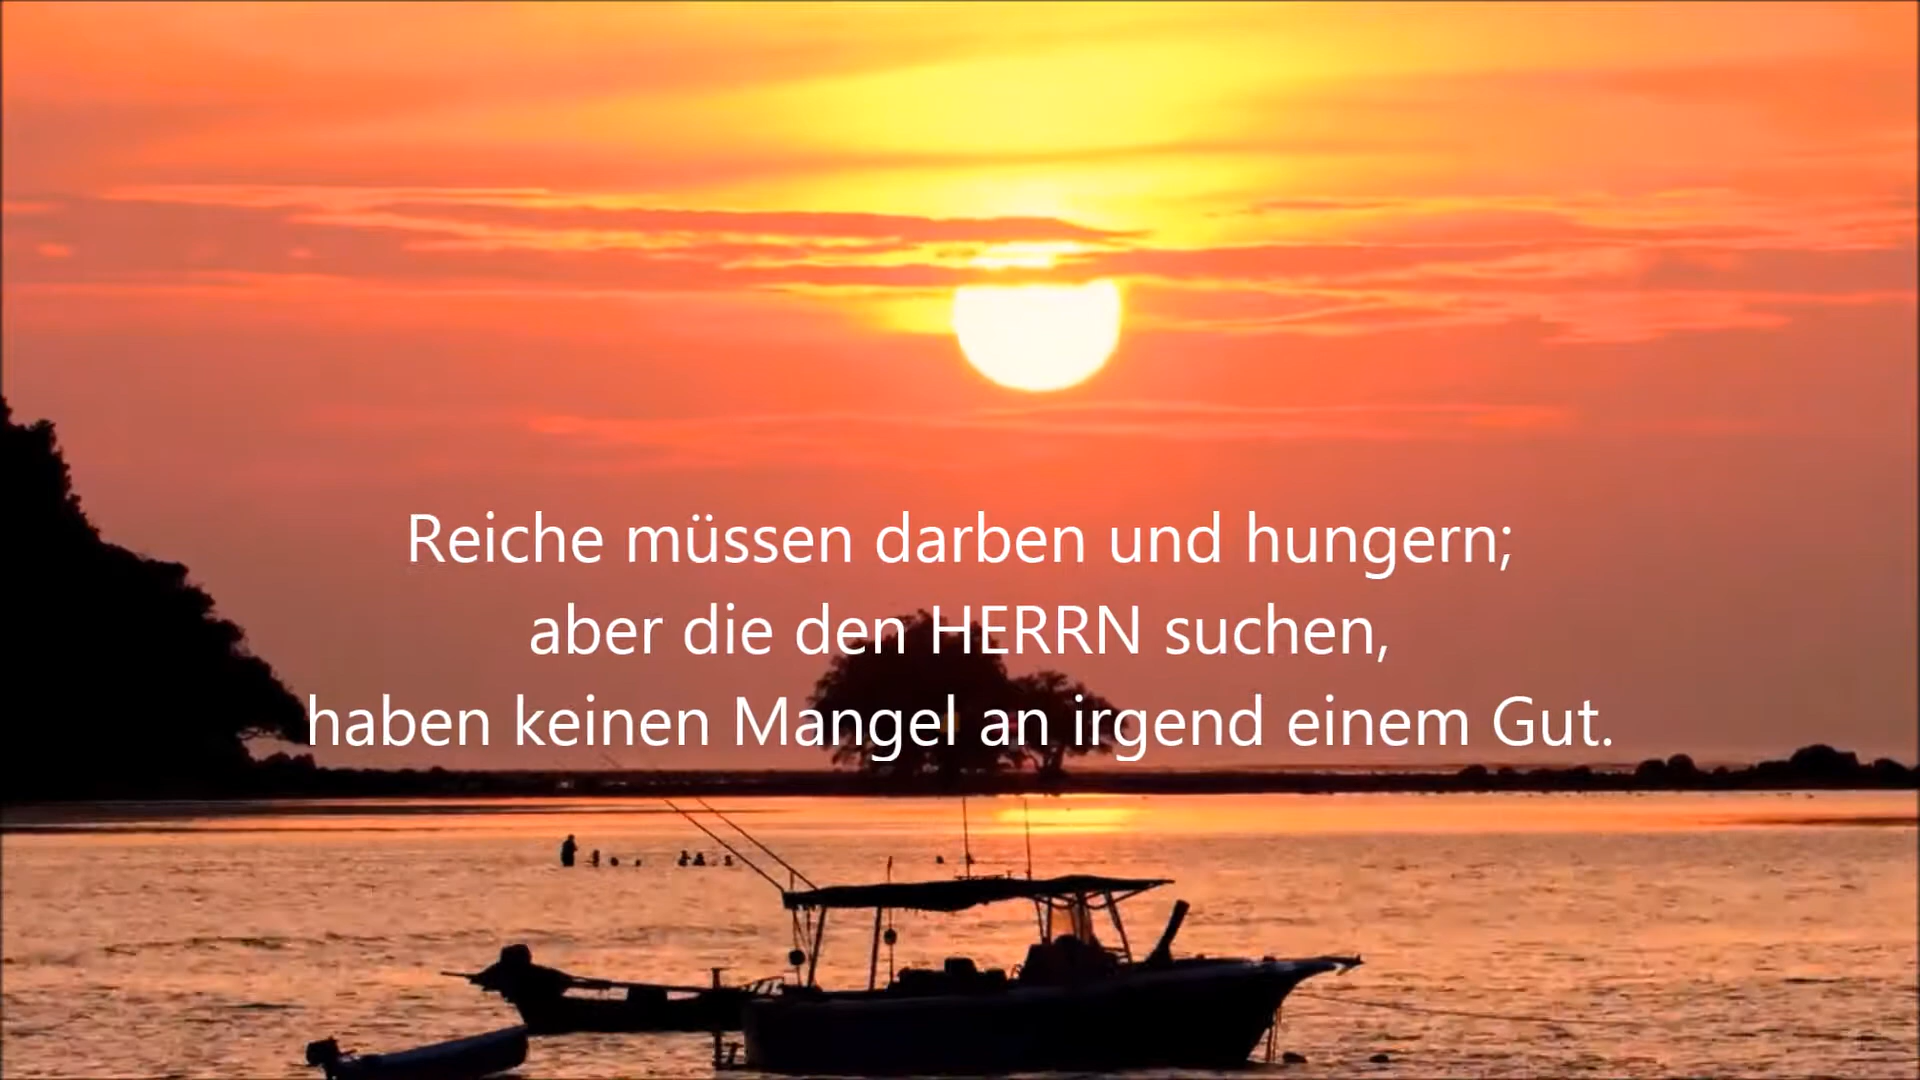 Reiche müssen darben und hungern;
aber die den HERRN suchen,
haben keinen Mangel an irgend einem Gut.